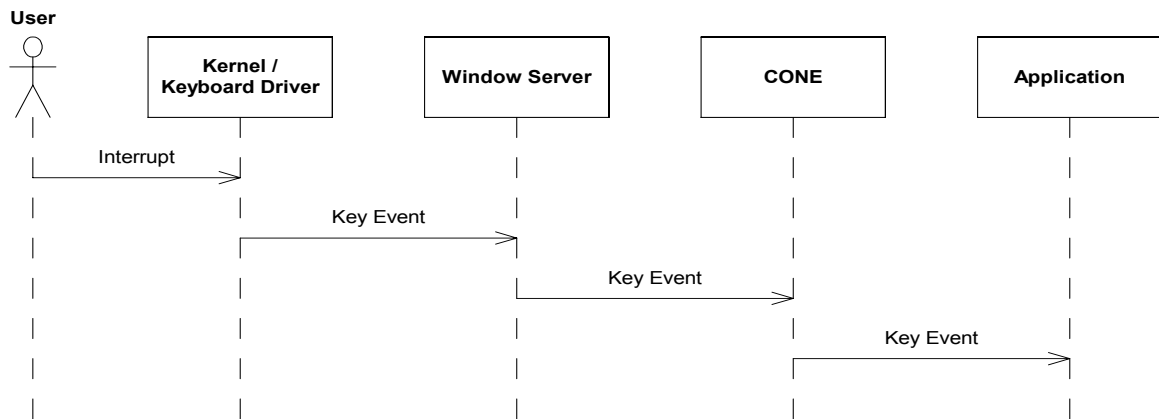 User
Kernel /
Keyboard Driver
Window Server
CONE
Application
Interrupt
Key Event
Key Event
Key Event